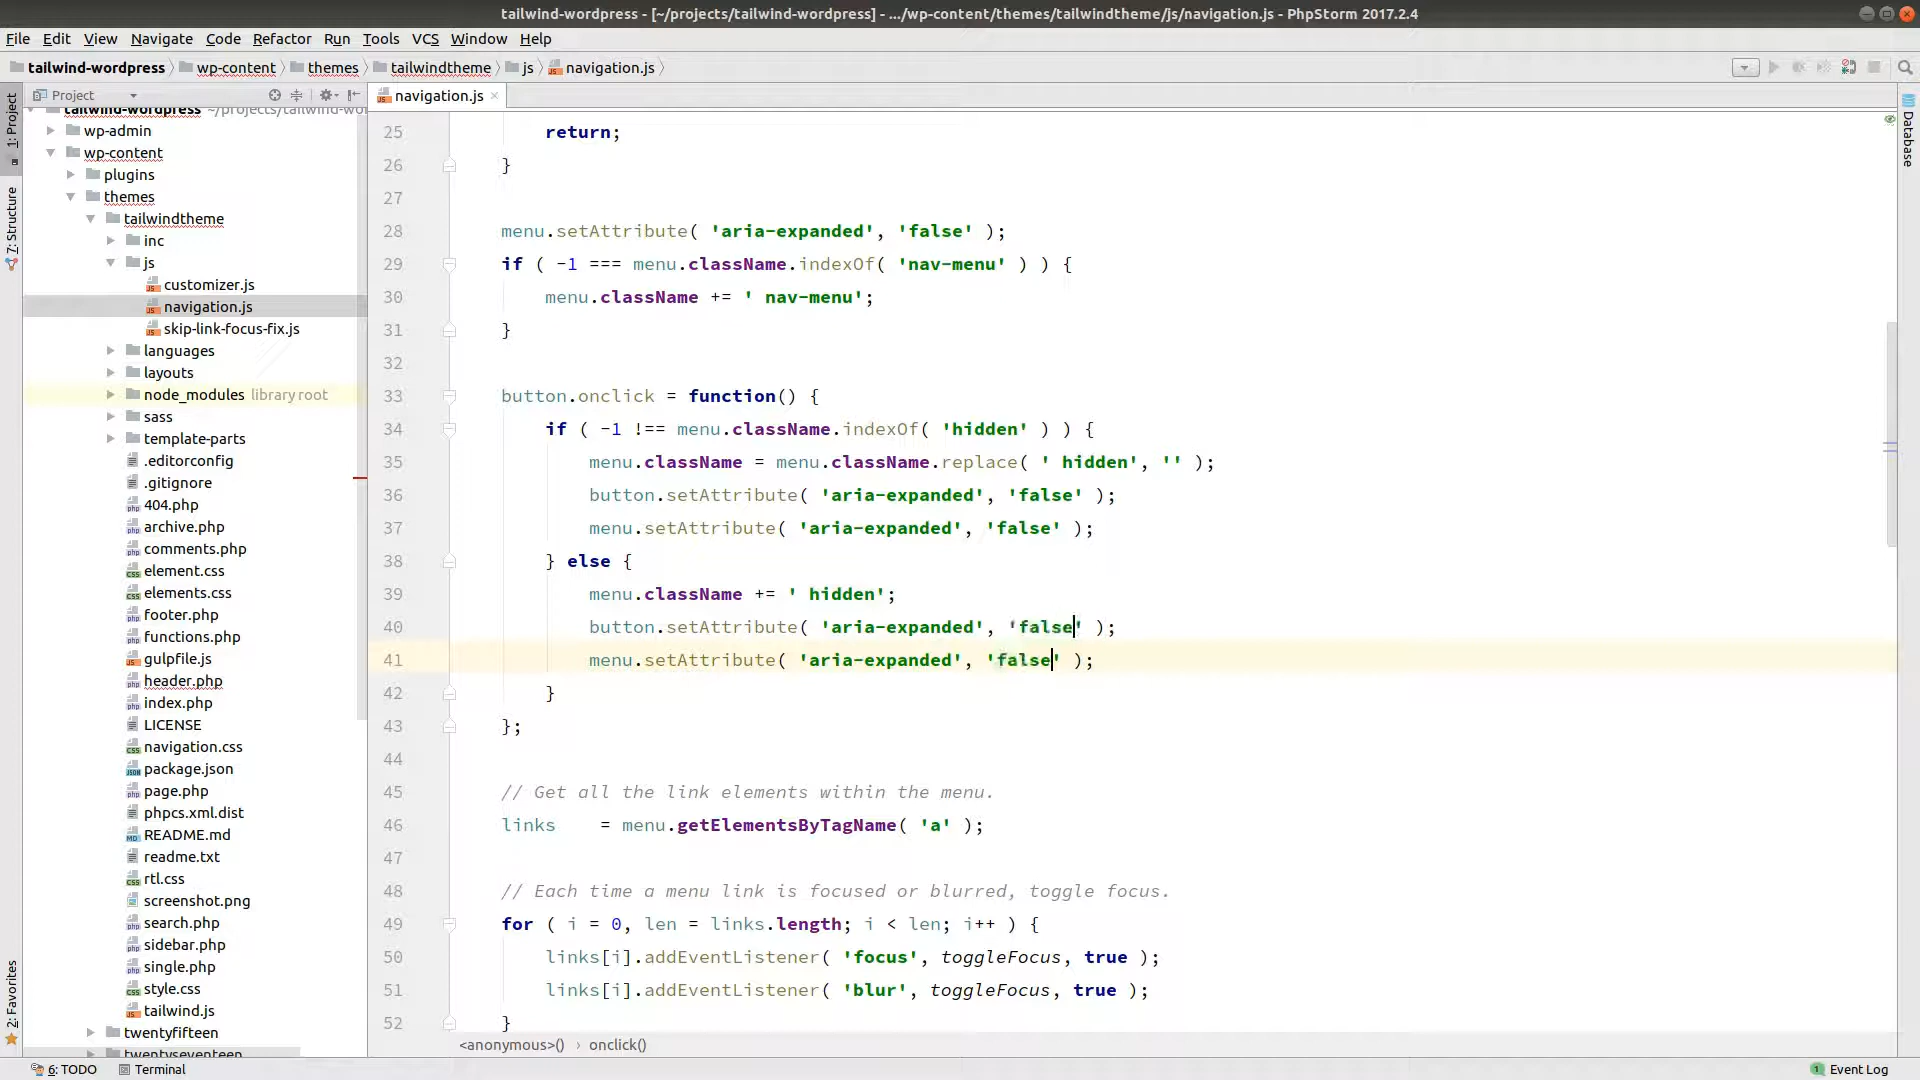 tailwind-wordpress - [~/projects/tailwind-wordpress] - .../wp-content/themes/tailwindtheme/js/navigation.js - PhpStorm 2017.2.4
File Edit View Navigate Code Refactor Run Tools VCS Window Help
tailwind-wordpress wp-content themes tailwindtheme js navigation.js
Project
navigation.js
1: Project
7: Structure
2: Favorites
tailwind-wordpress ~/projects/tailwind-wor
wp-admin
wp-content
plugins
themes
tailwindtheme
inc
js
customizer.js
navigation.js
skip-link-focus-fix.js
languages
layouts
node_modules library root
sass
template-parts
.editorconfig
.gitignore
404.php
archive.php
comments.php
element.css
elements.css
footer.php
functions.php
gulpfile.js
header.php
index.php
LICENSE
navigation.css
package.json
page.php
phpcs.xml.dist
README.md
readme.txt
rtl.css
screenshot.png
search.php
sidebar.php
single.php
style.css
tailwind.js
twentyfifteen
twentyseventeen
25 return;
26 }
27
28 menu.setAttribute( 'aria-expanded', 'false' );
29 if ( -1 === menu.className.indexOf( 'nav-menu' ) ) {
30 menu.className += ' nav-menu';
31 }
32
33 button.onclick = function() {
34 if ( -1 !== menu.className.indexOf( 'hidden' ) ) {
35 menu.className = menu.className.replace( ' hidden', '' );
36 button.setAttribute( 'aria-expanded', 'false' );
37 menu.setAttribute( 'aria-expanded', 'false' );
38 } else {
39 menu.className += ' hidden';
40 button.setAttribute( 'aria-expanded', 'false' );
41 menu.setAttribute( 'aria-expanded', 'false' );
42 }
43 };
44
45 // Get all the link elements within the menu.
46 links = menu.getElementsByTagName( 'a' );
47
48 // Each time a menu link is focused or blurred, toggle focus.
49 for ( i = 0, len = links.length; i < len; i++ ) {
50 links[i].addEventListener( 'focus', toggleFocus, true );
51 links[i].addEventListener( 'blur', toggleFocus, true );
52 }
<anonymous>() › onclick()
Database
6: TODO Terminal
1 Event Log